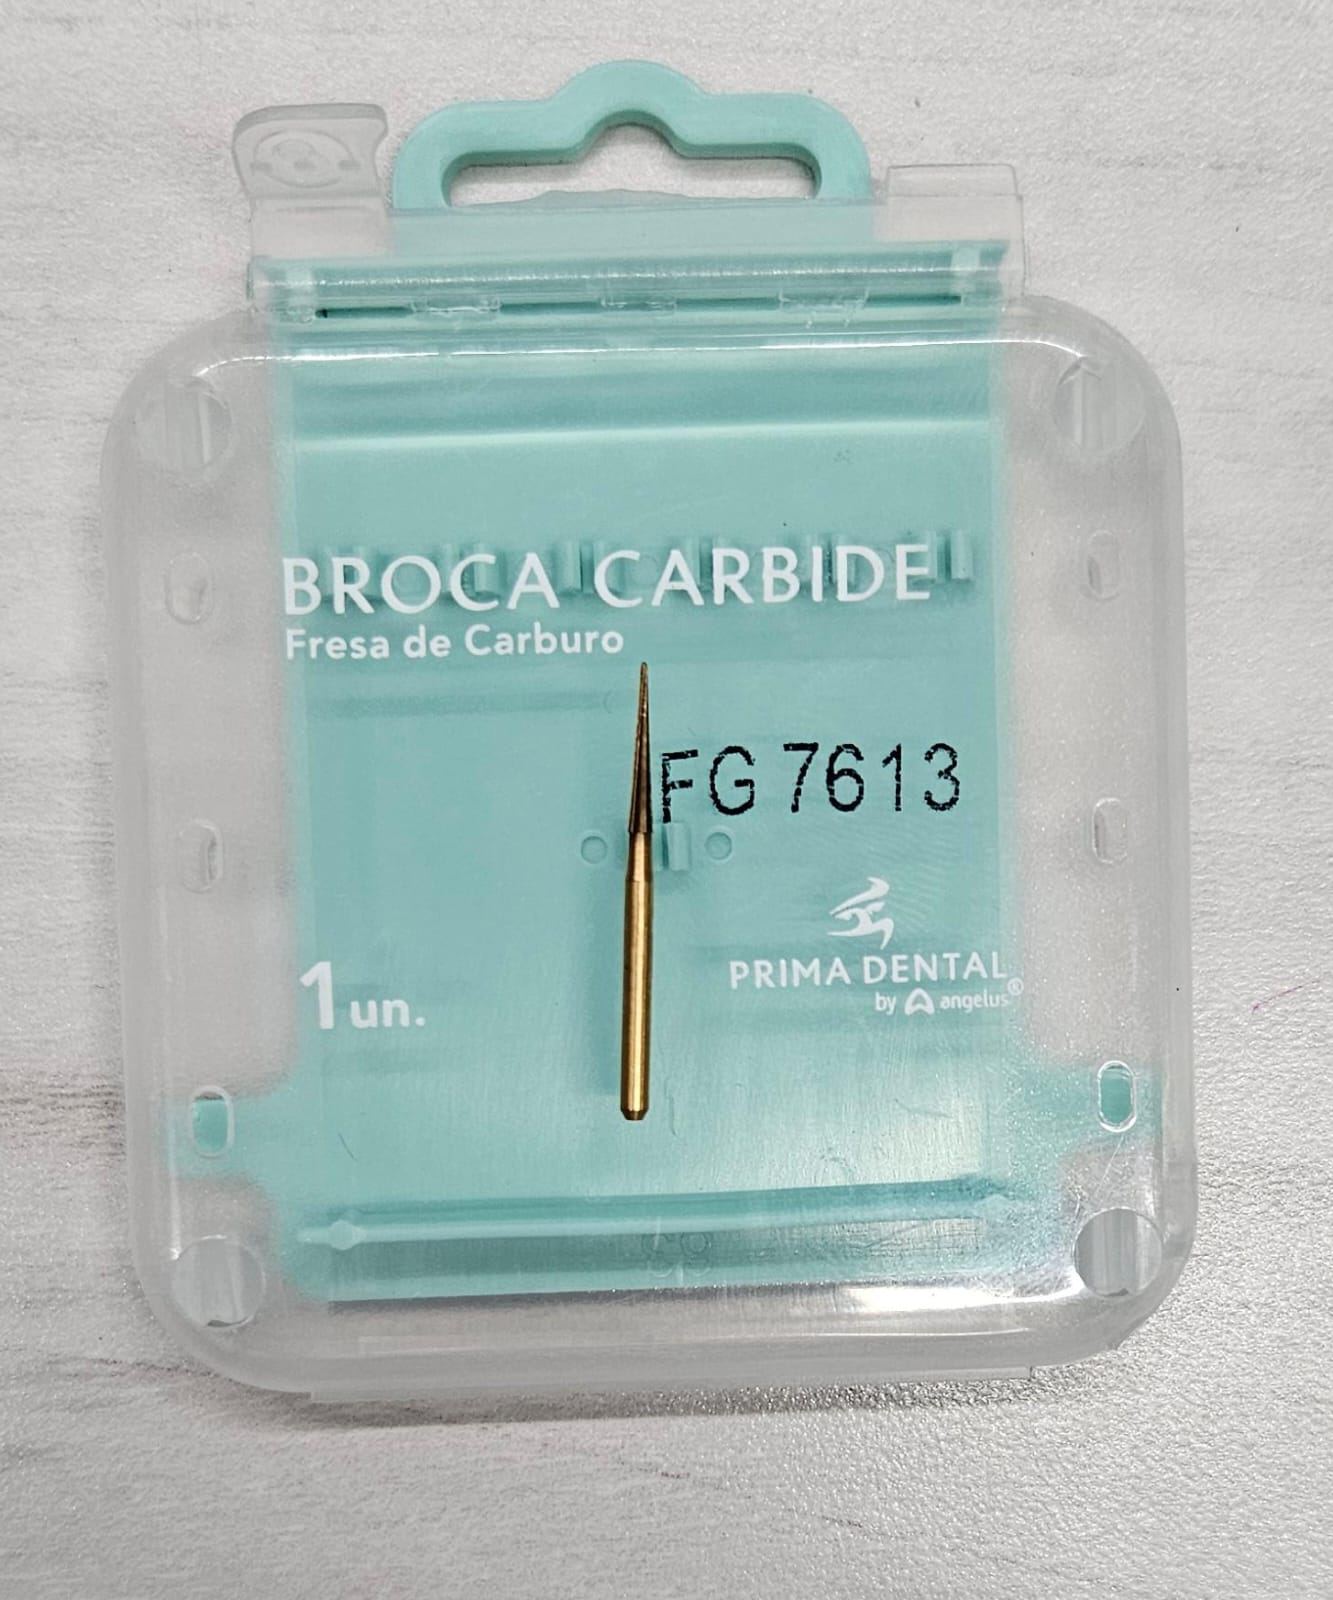 BROCA CARBIDE
Fresa de Carburo
FG 7613
1 un.
PRIMA DENTAL
by angelus®